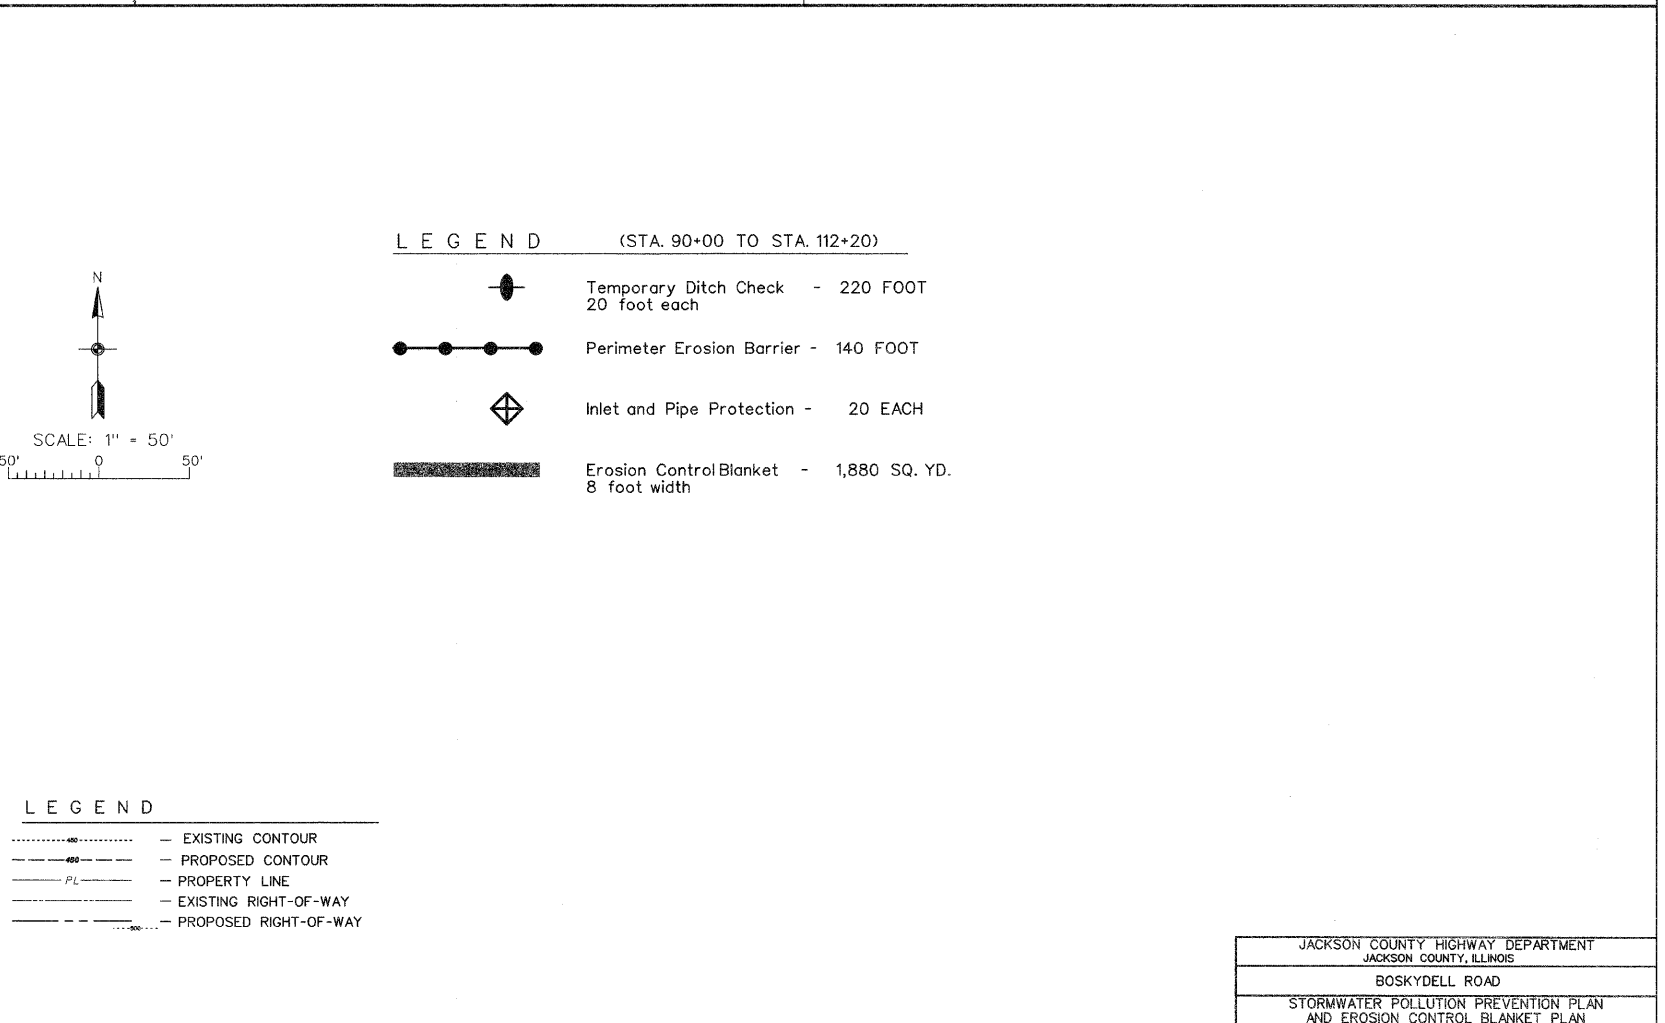 L E G E N D (STA. 90+00 TO STA. 112+20)
Temporary Ditch Check - 220 FOOT
20 foot each
Perimeter Erosion Barrier - 140 FOOT
Inlet and Pipe Protection - 20 EACH
Erosion Control Blanket - 1,880 SQ. YD.
8 foot width
N
SCALE: 1" = 50'
50' 0 50'
L E G E N D
450 — EXISTING CONTOUR
450 — PROPOSED CONTOUR
PL — PROPERTY LINE
— EXISTING RIGHT-OF-WAY
— PROPOSED RIGHT-OF-WAY
JACKSON COUNTY HIGHWAY DEPARTMENT
JACKSON COUNTY, ILLINOIS
BOSKYDELL ROAD
STORMWATER POLLUTION PREVENTION PLAN
AND EROSION CONTROL BLANKET PLAN